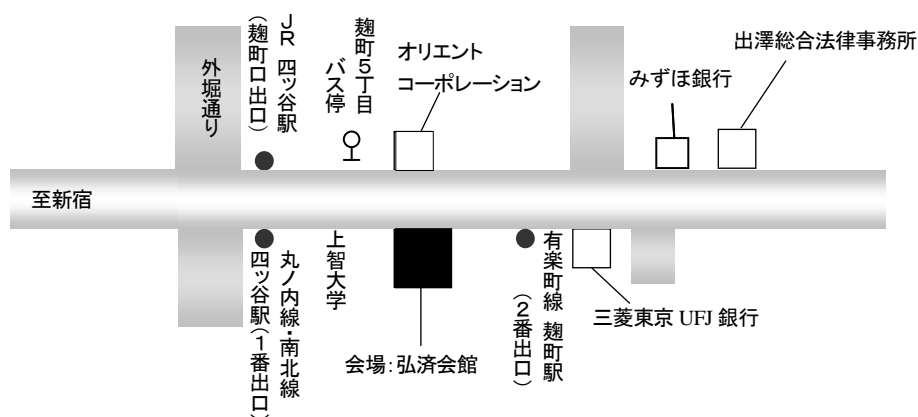 外堀通り
JR 四ッ谷駅
(麹町口出口)
麹町5丁目
バス停
オリエント
コーポレーション
みずほ銀行
出澤総合法律事務所
至新宿
丸ノ内線・南北線
四ッ谷駅(1番出口)
上智大学
会場：弘済会館
有楽町線 麹町駅
(2番出口)
三菱東京 UFJ 銀行